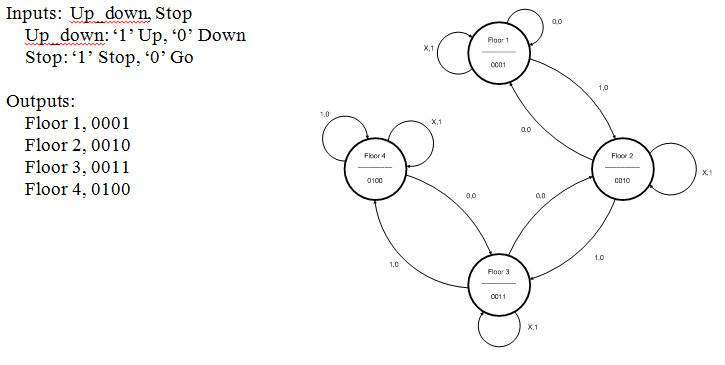 Inputs: Up_down, Stop
Up_down: ‘1’ Up, ‘0’ Down
Stop: ‘1’ Stop, ‘0’ Go
Outputs:
Floor 1, 0001
Floor 2, 0010
Floor 3, 0011
Floor 4, 0100
0,0
X,1
Floor 1
0001
1,0
0,0
1,0
X,1
Floor 4
0100
Floor 2
0010
X,1
0,0
0,0
1,0
1,0
Floor 3
0011
X,1